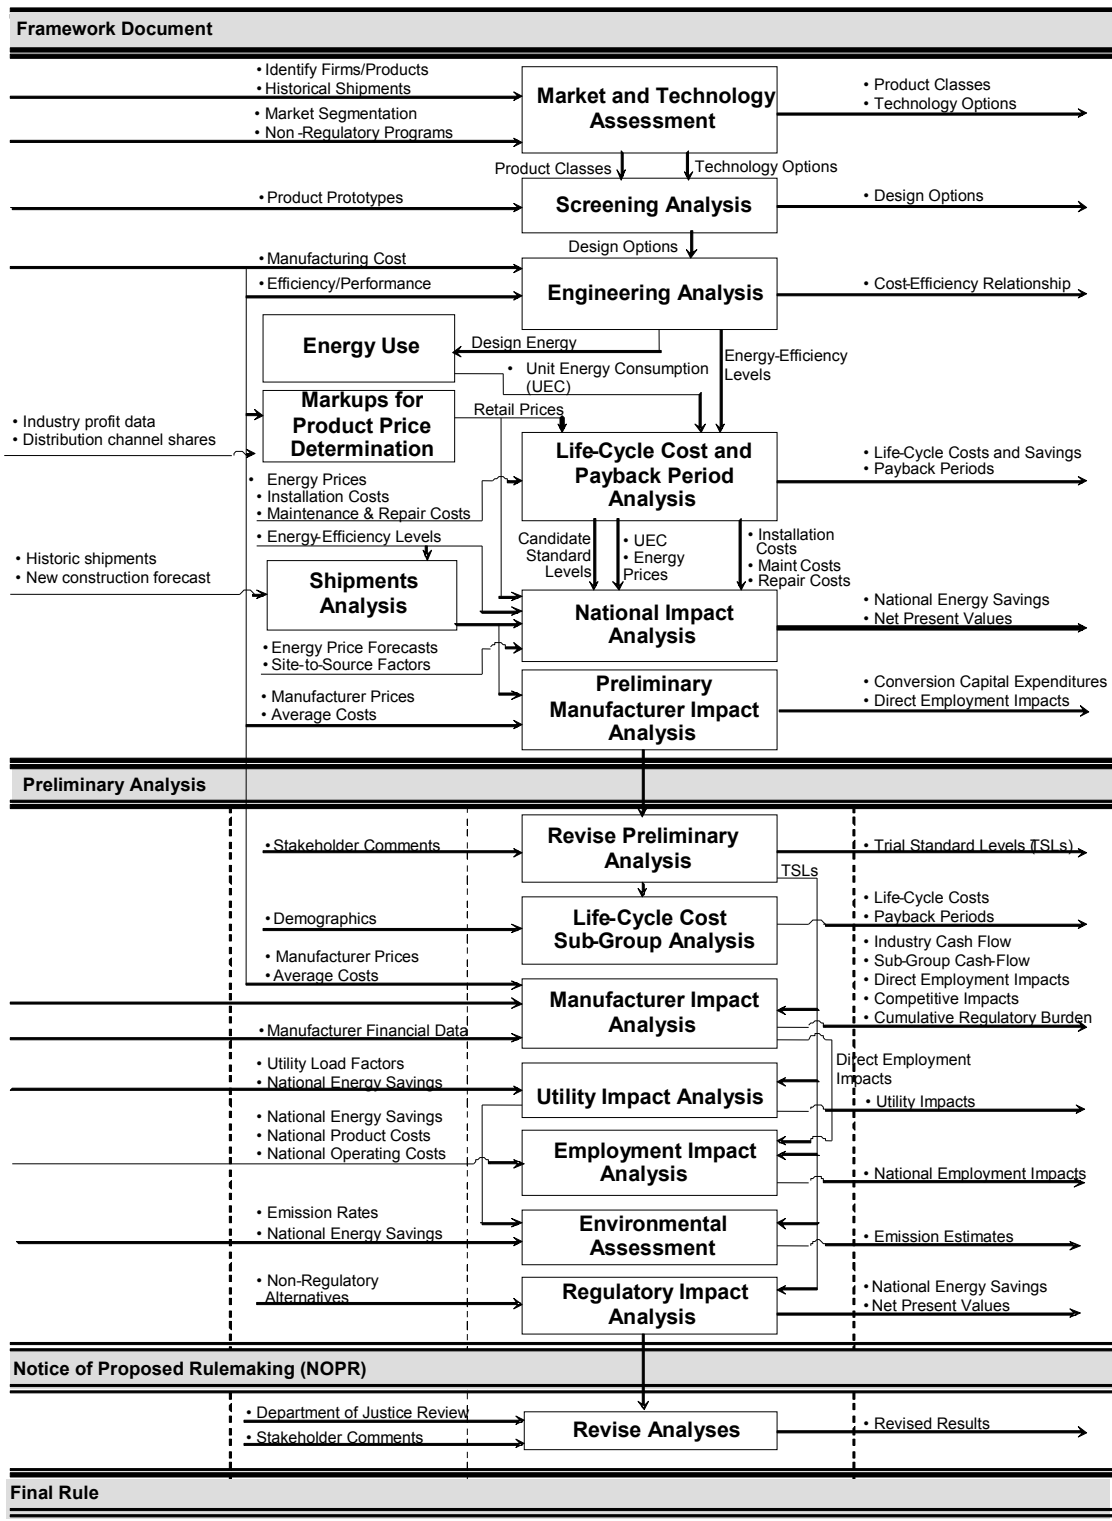 Framework Document
• Identify Firms/Products
• Historical Shipments
• Market Segmentation
• Non -Regulatory Programs
Market and Technology
Assessment
• Product Classes
• Technology Options
Product Classes
Technology Options
• Product Prototypes
Screening Analysis
• Design Options
Design Options
• Manufacturing Cost
• Efficiency/Performance
Engineering Analysis
• Cost-Efficiency Relationship
Energy Use
Design Energy
• Unit Energy Consumption
(UEC)
Energy-Efficiency
Levels
Markups for
Product Price
Determination
Retail Prices
• Industry profit data
• Distribution channel shares
Life-Cycle Cost and
Payback Period
Analysis
• Life-Cycle Costs and Savings
• Payback Periods
• Energy Prices
• Installation Costs
• Maintenance & Repair Costs
• Energy-Efficiency Levels
Candidate
Standard
Levels
• UEC
• Energy
Prices
• Installation
Costs
• Maint Costs
• Repair Costs
• Historic shipments
• New construction forecast
Shipments
Analysis
National Impact
Analysis
• National Energy Savings
• Net Present Values
• Energy Price Forecasts
• Site-to-Source Factors
• Manufacturer Prices
• Average Costs
Preliminary
Manufacturer Impact
Analysis
• Conversion Capital Expenditures
• Direct Employment Impacts
Preliminary Analysis
• Stakeholder Comments
Revise Preliminary
Analysis
• Trial Standard Levels (TSLs)
TSLs
• Demographics
Life-Cycle Cost
Sub-Group Analysis
• Life-Cycle Costs
• Payback Periods
• Manufacturer Prices
• Average Costs
• Manufacturer Financial Data
Manufacturer Impact
Analysis
• Industry Cash Flow
• Sub-Group Cash-Flow
• Direct Employment Impacts
• Competitive Impacts
• Cumulative Regulatory Burden
Direct Employment
Impacts
• Utility Load Factors
• National Energy Savings
Utility Impact Analysis
• Utility Impacts
• National Energy Savings
• National Product Costs
• National Operating Costs
Employment Impact
Analysis
• National Employment Impacts
• Emission Rates
• National Energy Savings
Environmental
Assessment
• Emission Estimates
• Non-Regulatory
Alternatives
Regulatory Impact
Analysis
• National Energy Savings
• Net Present Values
Notice of Proposed Rulemaking (NOPR)
• Department of Justice Review
• Stakeholder Comments
Revise Analyses
• Revised Results
Final Rule